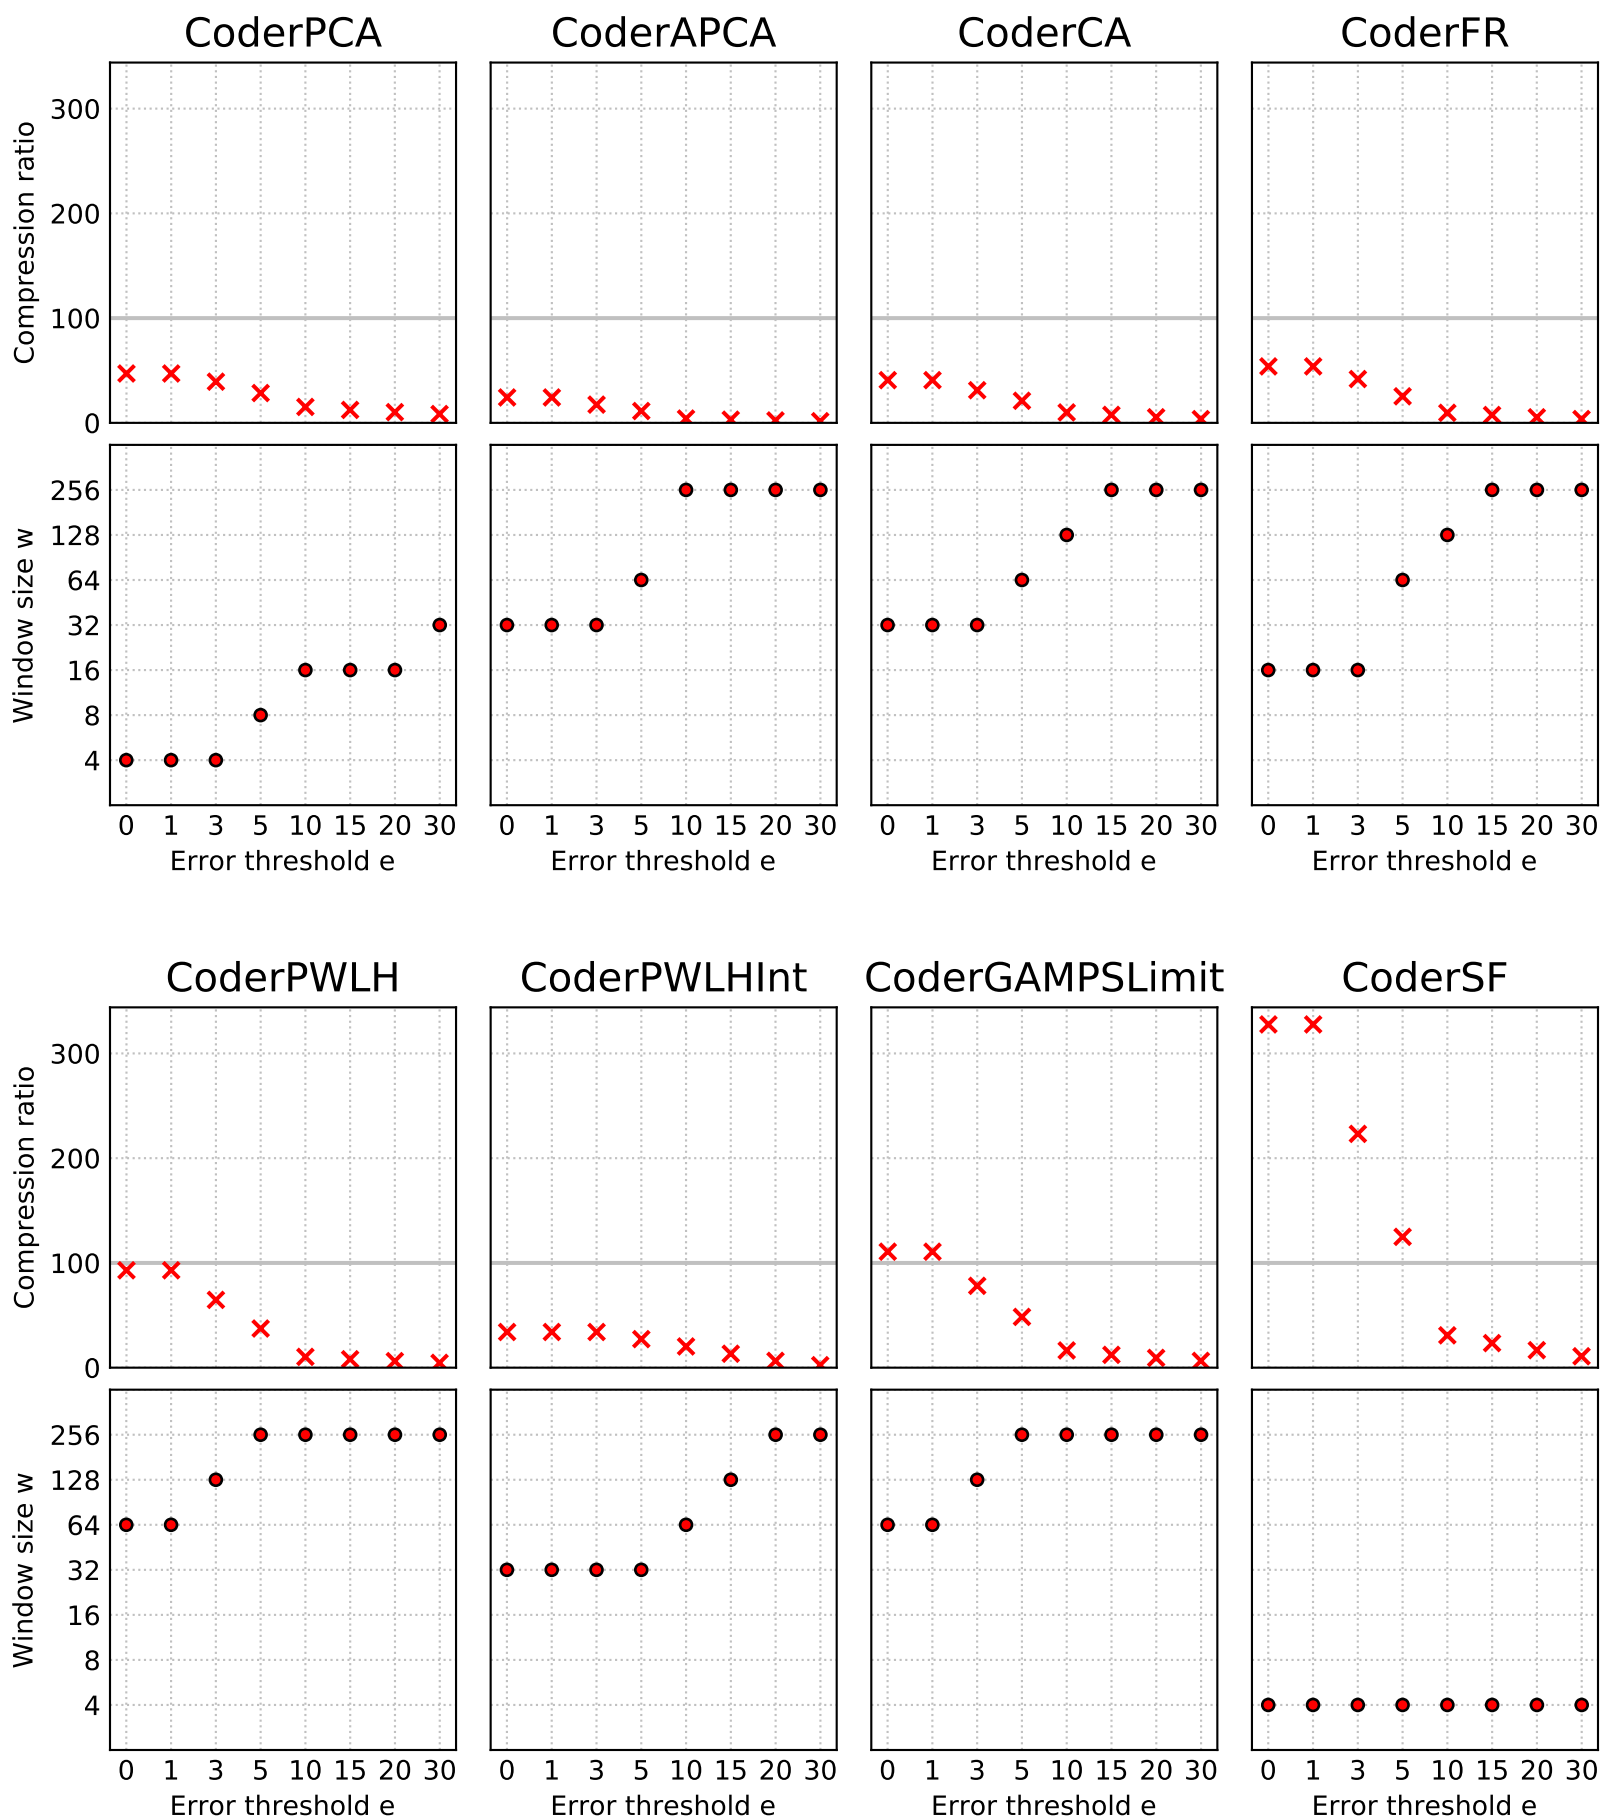 CoderPCA CoderAPCA CoderCA CoderFR
Compression ratio
300
200
100
0
Window size w
256
128
64
32
16
8
4
0 1 3 5 10 15 20 30 0 1 3 5 10 15 20 30 0 1 3 5 10 15 20 30 0 1 3 5 10 15 20 30
Error threshold e Error threshold e Error threshold e Error threshold e
CoderPWLH CoderPWLHInt CoderGAMPSLimit CoderSF
Compression ratio
300
200
100
0
Window size w
256
128
64
32
16
8
4
0 1 3 5 10 15 20 30 0 1 3 5 10 15 20 30 0 1 3 5 10 15 20 30 0 1 3 5 10 15 20 30
Error threshold e Error threshold e Error threshold e Error threshold e